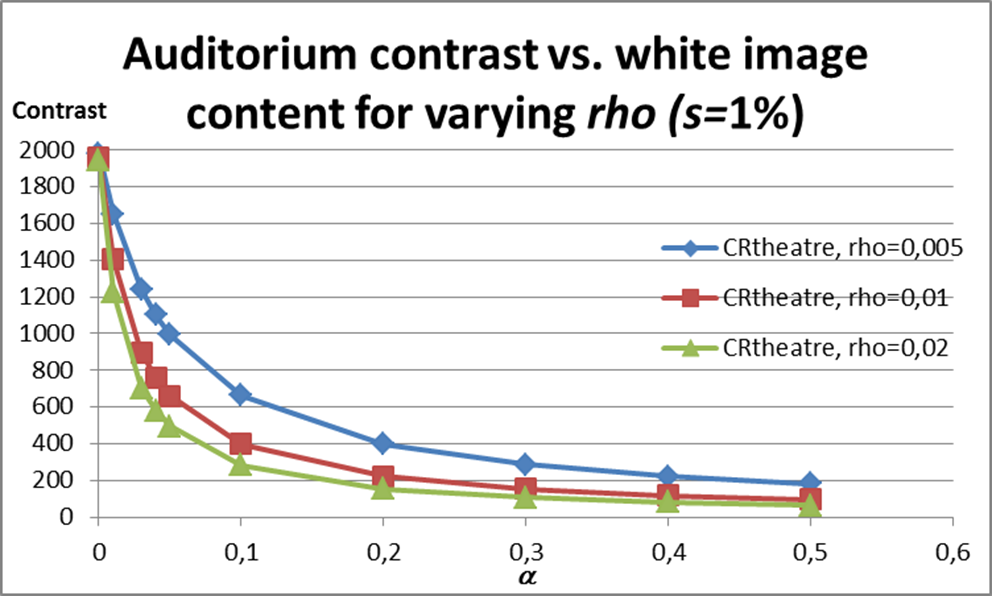 Auditorium contrast vs. white image
content for varying rho (s=1%)
Contrast
2000
1800
1600
1400
1200
1000
800
600
400
200
0
CRtheatre, rho=0,005
CRtheatre, rho=0,01
CRtheatre, rho=0,02
0 0,1 0,2 0,3 0,4 0,5 0,6
α